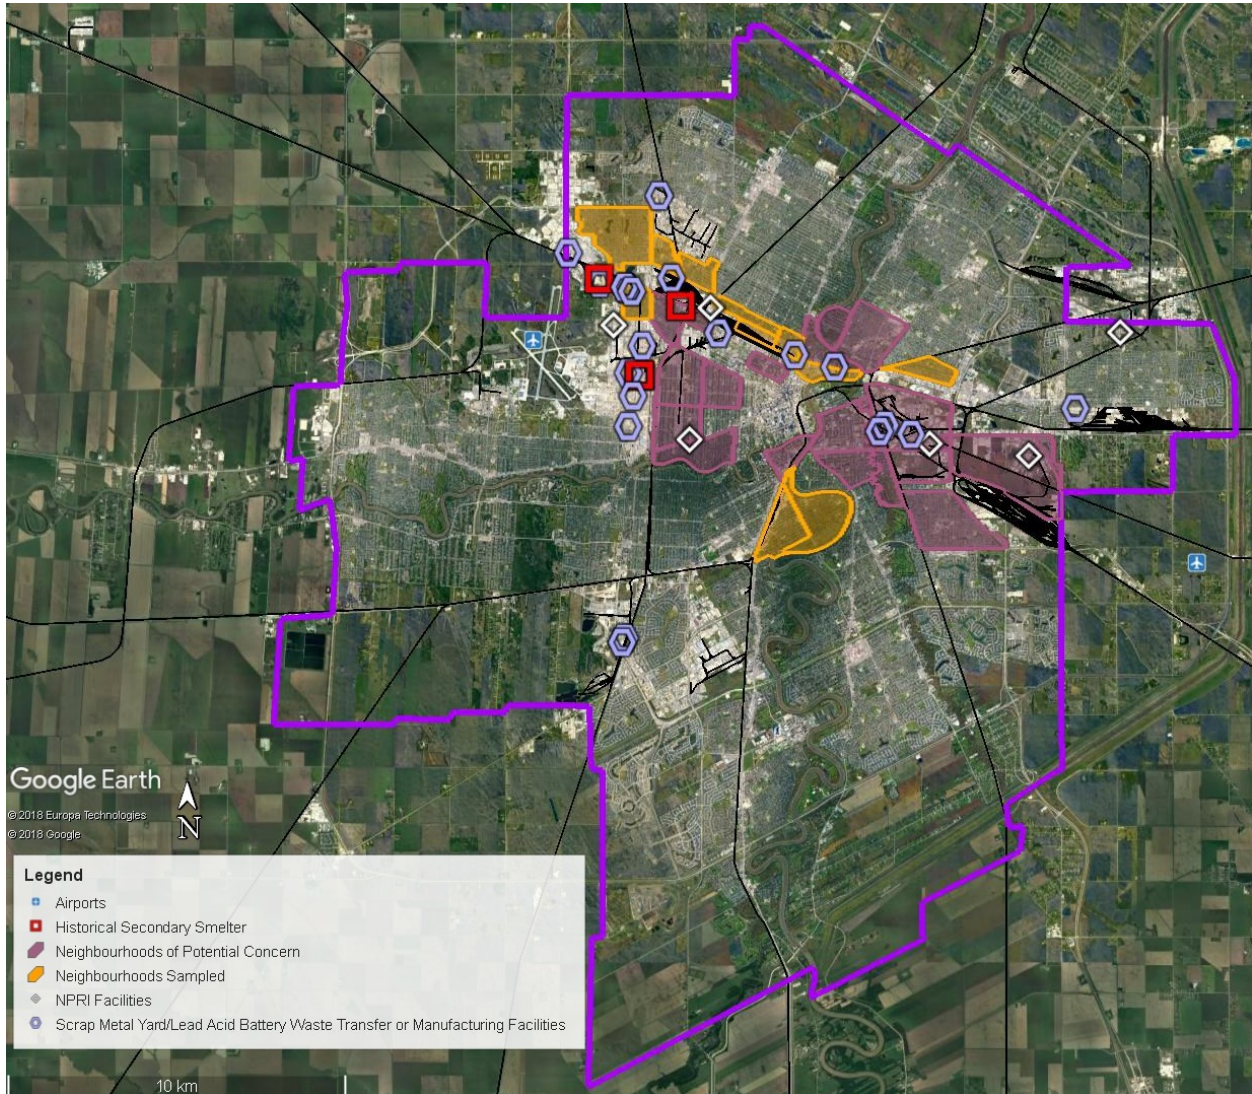 Google Earth
© 2018 Europa Technologies
© 2018 Google
N
Legend
Airports
Historical Secondary Smelter
Neighbourhoods of Potential Concern
Neighbourhoods Sampled
NPRI Facilities
Scrap Metal Yard/Lead Acid Battery Waste Transfer or Manufacturing Facilities
10 km